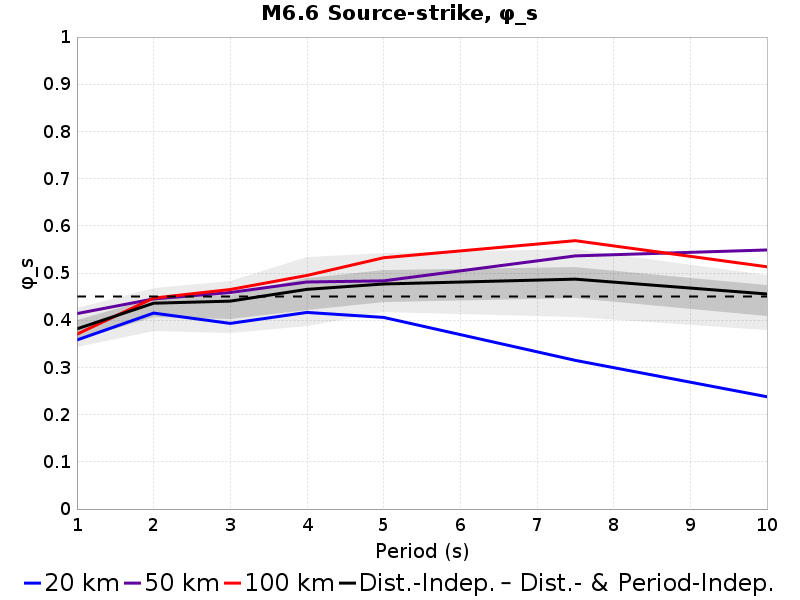 M6.6 Source-strike, φ_s
1
0.9
0.8
0.7
0.6
0.5
0.4
0.3
0.2
0.1
0
φ_s
1 2 3 4 5 6 7 8 9 10
Period (s)
20 km 50 km 100 km Dist.-Indep. Dist.- & Period-Indep.